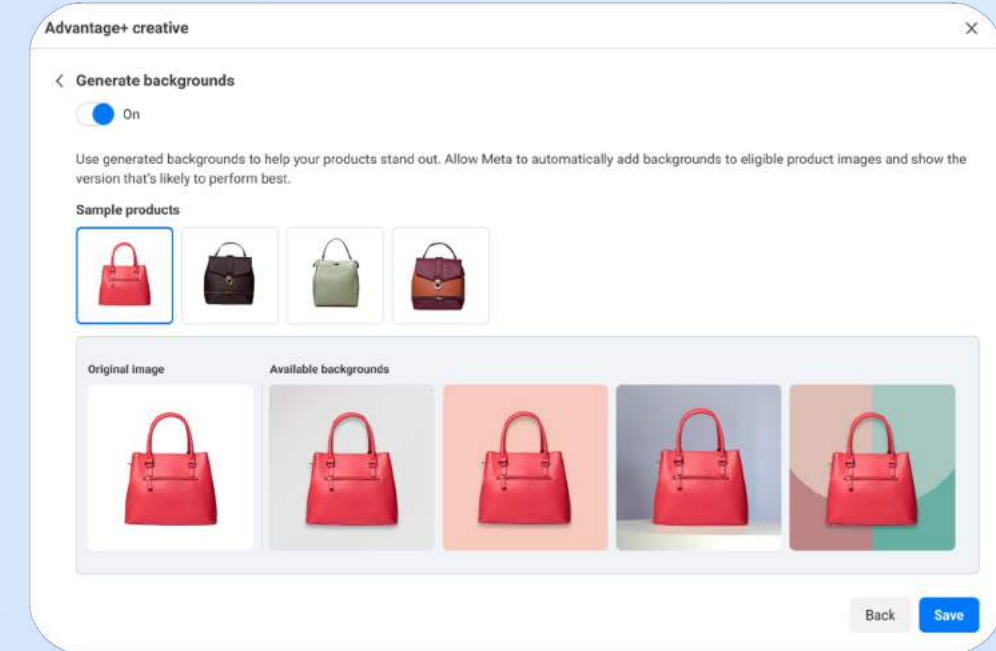 Advantage+ creative
Generate backgrounds
On
Use generated backgrounds to help your products stand out. Allow Meta to automatically add backgrounds to eligible product images and show the
version that's likely to perform best.
Sample products
Original image
Available backgrounds
Back
Save